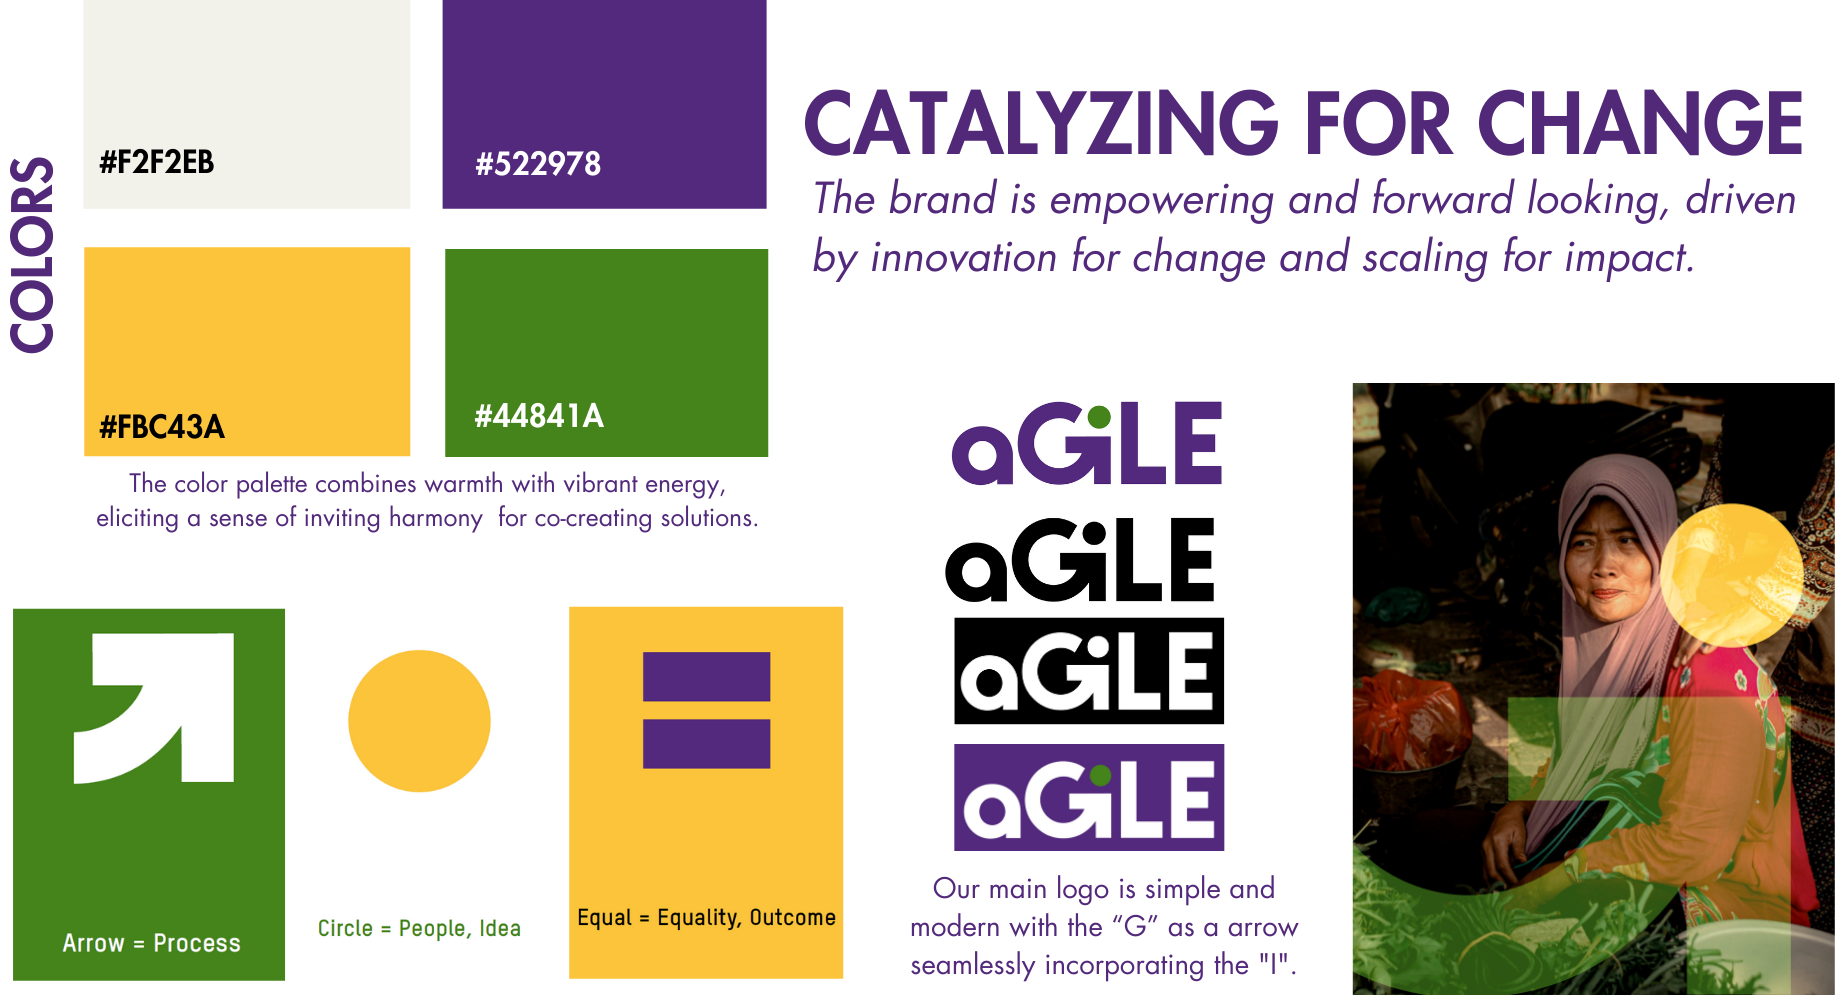 COLORS
#F2F2EB
#522978
#FBC43A
#44841A
The color palette combines warmth with vibrant energy,
eliciting a sense of inviting harmony  for co-creating solutions.
CATALYZING FOR CHANGE
The brand is empowering and forward looking, driven
by innovation for change and scaling for impact.
Arrow = Process
Circle = People, Idea
Equal = Equality, Outcome
aGiLE
aGiLE
aGiLE
aGiLE
Our main logo is simple and
modern with the “G” as a arrow
seamlessly incorporating the "I".